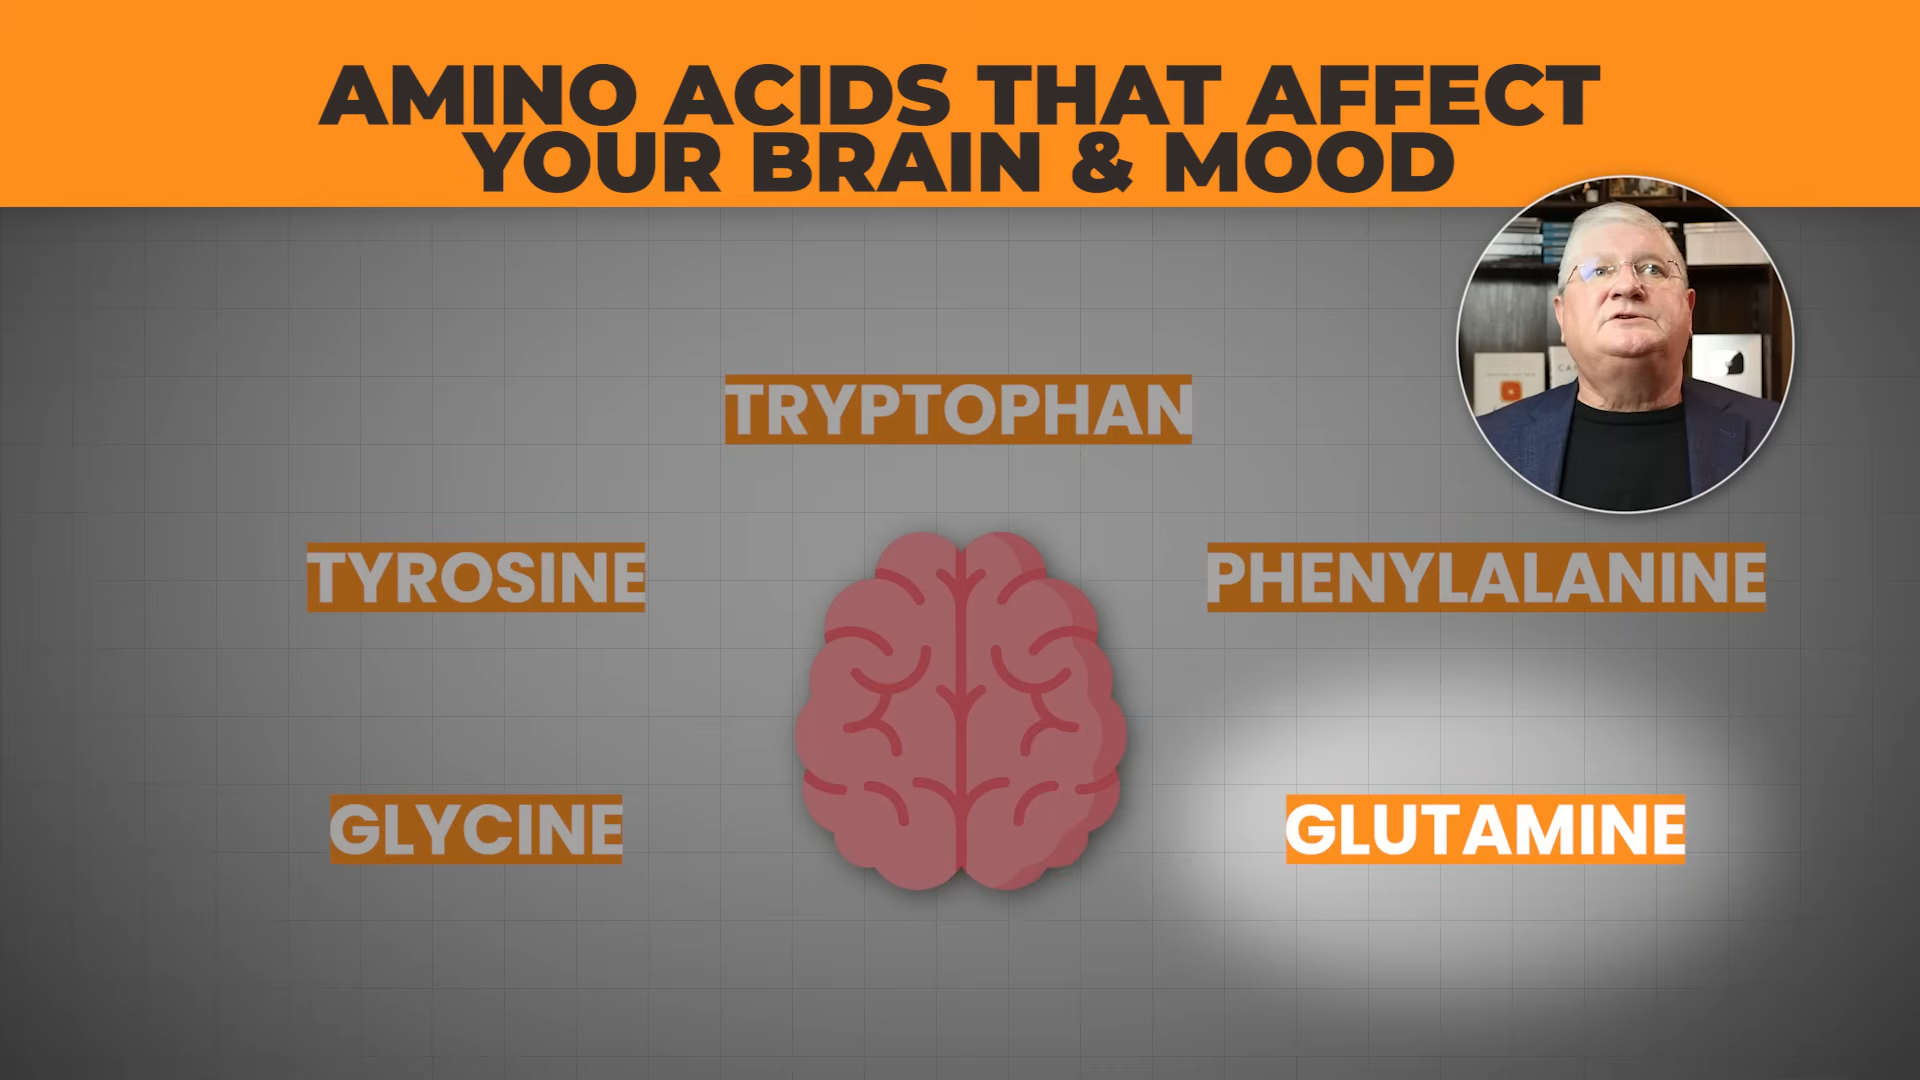 AMINO ACIDS THAT AFFECT
YOUR BRAIN & MOOD
TRYPTOPHAN
TYROSINE
PHENYLALANINE
GLYCINE
GLUTAMINE